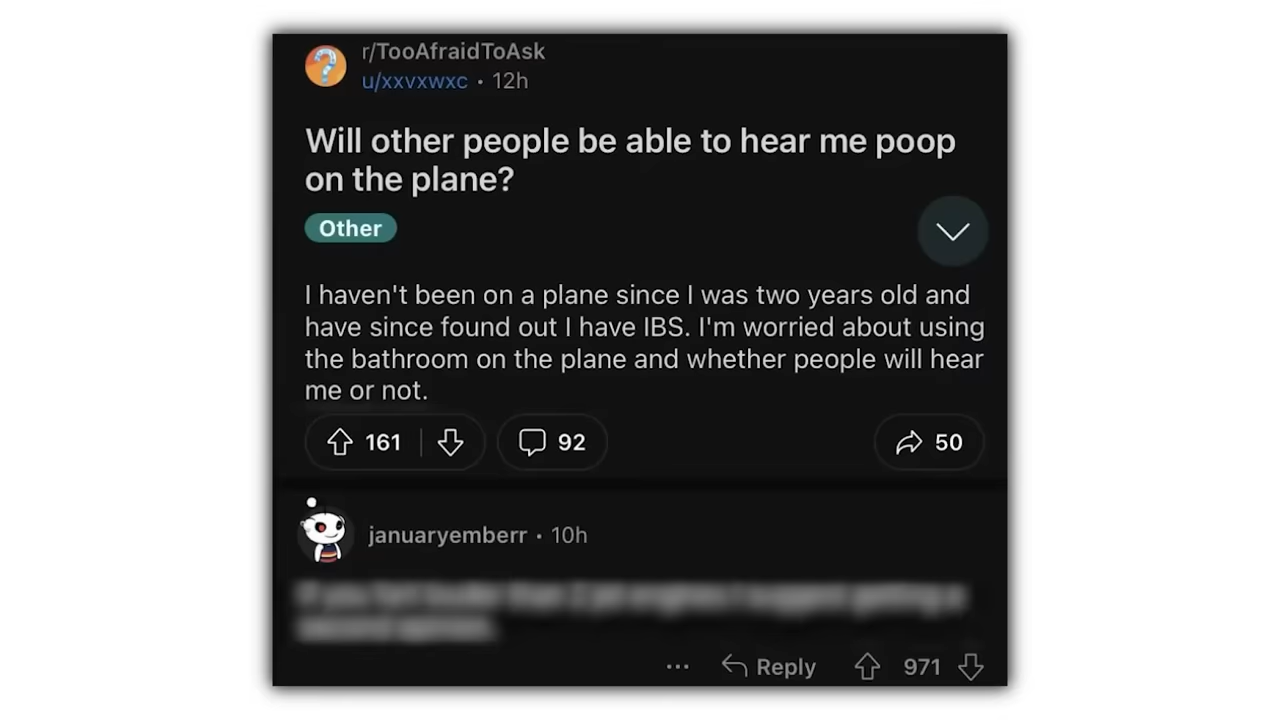 r/TooAfraidToAsk
u/xxvxwxc • 12h
Will other people be able to hear me poop
on the plane?
Other
I haven't been on a plane since I was two years old and
have since found out I have IBS. I'm worried about using
the bathroom on the plane and whether people will hear
me or not.
161
92
50
januaryemberr • 10h
... Reply 971